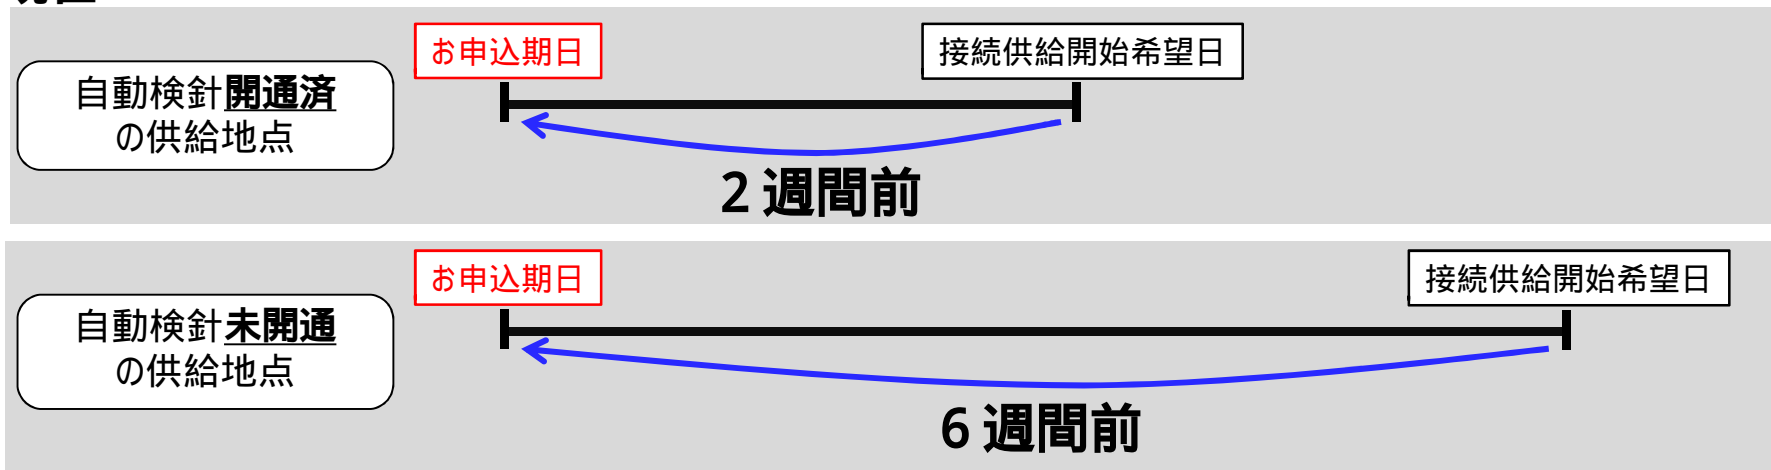 お申込期日
接続供給開始希望日
自動検針開通済
の供給地点
2週間前
お申込期日
接続供給開始希望日
自動検針未開通
の供給地点
6週間前